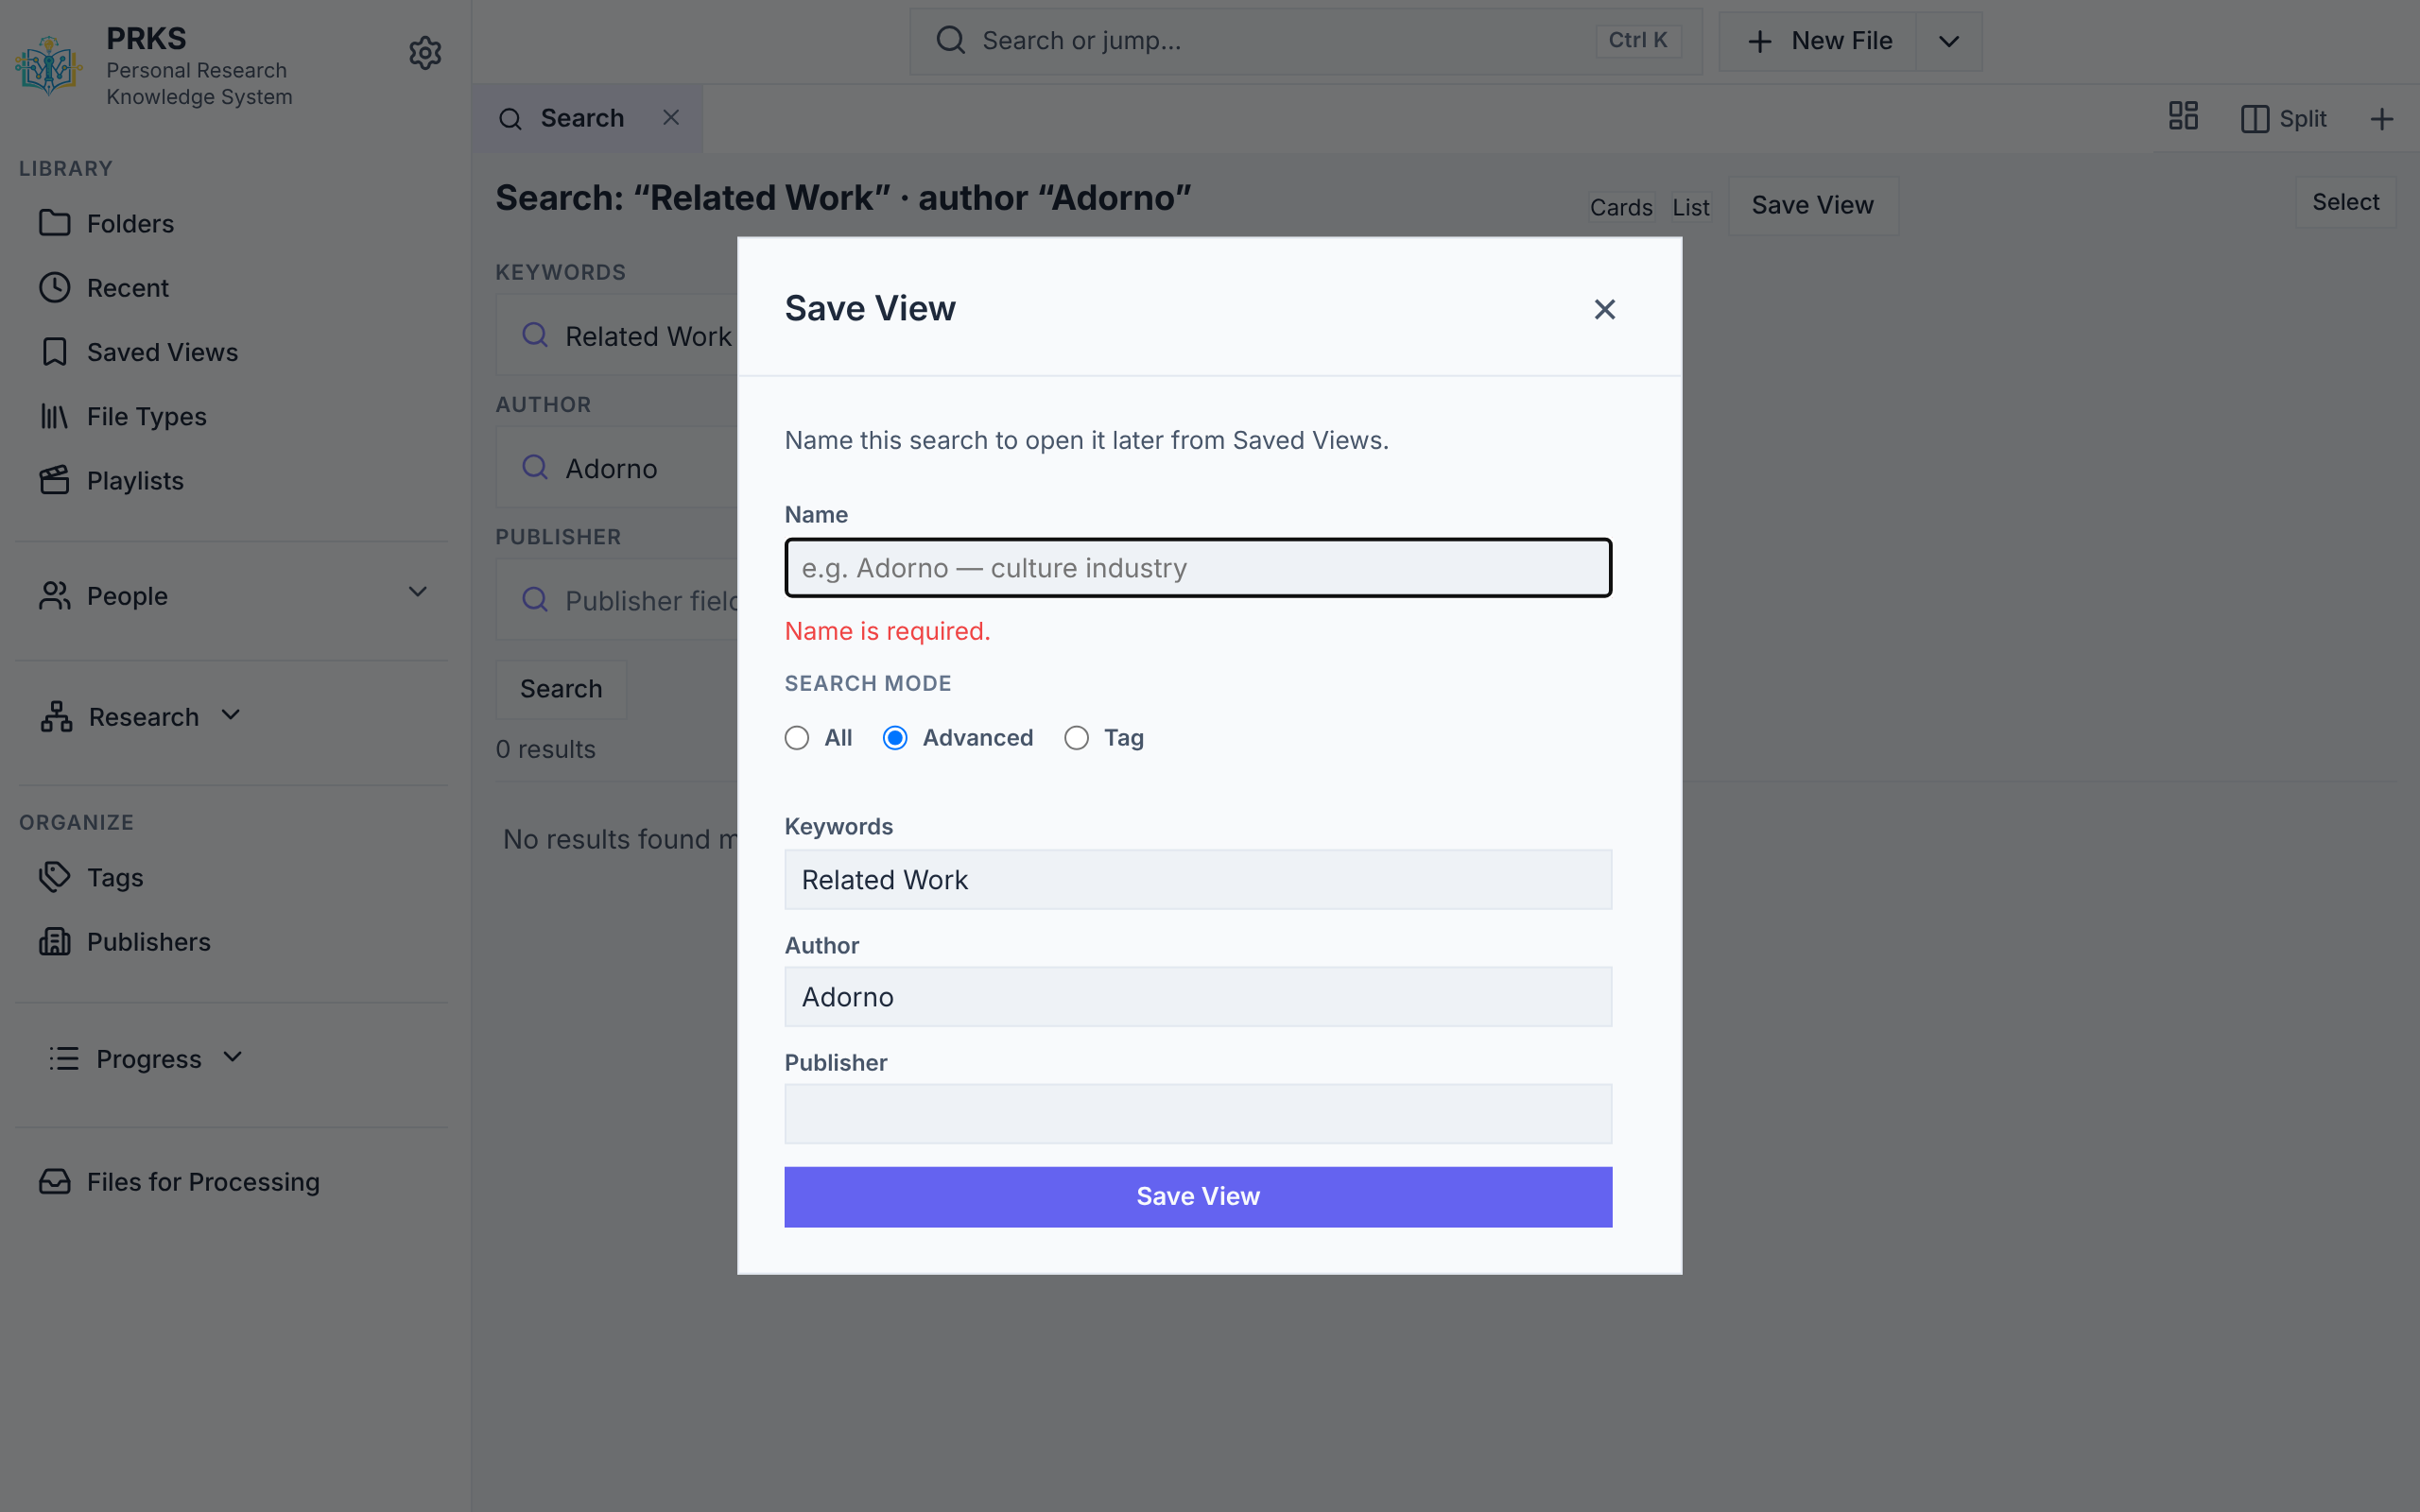 PRKS
Personal Research
Knowledge System
LIBRARY
Folders
Recent
Saved Views
File Types
Playlists
People
Research
ORGANIZE
Tags
Publishers
Progress
Files for Processing
Search or jump...
Ctrl K
New File
Search
Split
Search: “Related Work” · author “Adorno”
Cards
List
Save View
Select
KEYWORDS
Related Work
AUTHOR
Adorno
PUBLISHER
Publisher
Search
0 results
No results found
Save View
Name this search to open it later from Saved Views.
Name
e.g. Adorno — culture industry
Name is required.
SEARCH MODE
All
Advanced
Tag
Keywords
Related Work
Author
Adorno
Publisher
Save View